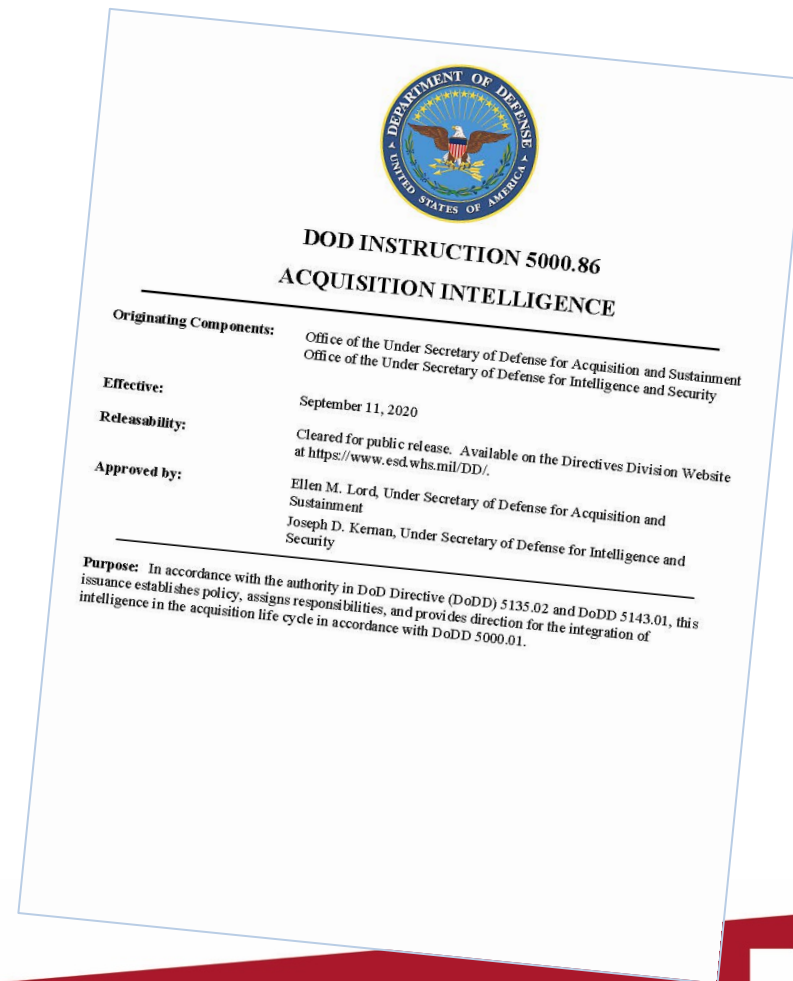 DEPARTMENT OF DEFENSE
UNITED STATES OF AMERICA
DOD INSTRUCTION 5000.86
ACQUISITION INTELLIGENCE
Originating Components:
Office of the Under Secretary of Defense for Acquisition and Sustainment
Office of the Under Secretary of Defense for Intelligence and Security
Effective:
September 11, 2020
Releasability:
Cleared for public release. Available on the Directives Division Website
at https://www.esd.whs.mil/DD/.
Approved by:
Ellen M. Lord, Under Secretary of Defense for Acquisition and
Sustainment
Joseph D. Kernan, Under Secretary of Defense for Intelligence and
Security
Purpose: In accordance with the authority in DoD Directive (DoDD) 5135.02 and DoDD 5143.01, this
issuance establishes policy, assigns responsibilities, and provides direction for the integration of
intelligence in the acquisition life cycle in accordance with DoDD 5000.01.